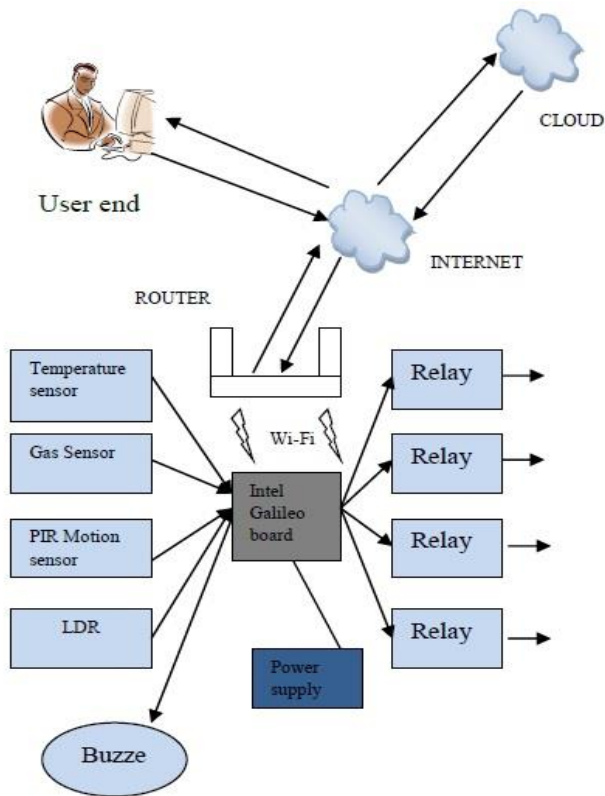 CLOUD
User end
INTERNET
ROUTER
Temperature
sensor
Relay
Wi-Fi
Gas Sensor
Relay
Intel
Galileo
board
PIR Motion
sensor
Relay
LDR
Relay
Power
supply
Buzze